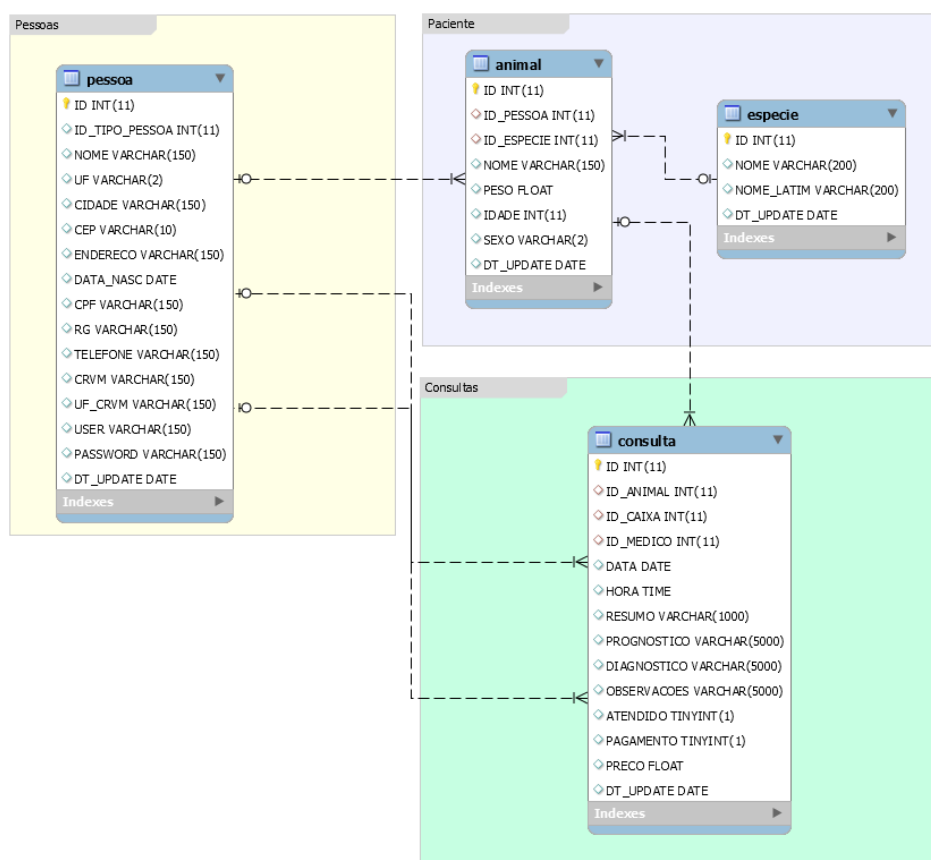 Pessoas
pessoa
ID INT(11)
ID_TIPO_PESSOA INT(11)
NOME VARCHAR(150)
UF VARCHAR(2)
CIDADE VARCHAR(150)
CEP VARCHAR(10)
ENDERECO VARCHAR(150)
DATA_NASC DATE
CPF VARCHAR(150)
RG VARCHAR(150)
TELEFONE VARCHAR(150)
CRVM VARCHAR(150)
UF_CRVM VARCHAR(150)
USER VARCHAR(150)
PASSWORD VARCHAR(150)
DT_UPDATE DATE
Indexes
Paciente
animal
ID INT(11)
ID_PESSOA INT(11)
ID_ESPECIE INT(11)
NOME VARCHAR(150)
PESO FLOAT
IDADE INT(11)
SEXO VARCHAR(2)
DT_UPDATE DATE
Indexes
especie
ID INT(11)
NOME VARCHAR(200)
NOME_LATIM VARCHAR(200)
DT_UPDATE DATE
Indexes
Consultas
consulta
ID INT(11)
ID_ANIMAL INT(11)
ID_CAIXA INT(11)
ID_MEDICO INT(11)
DATA DATE
HORA TIME
RESUMO VARCHAR(1000)
PROGNOSTICO VARCHAR(5000)
DIAGNOSTICO VARCHAR(5000)
OBSERVACOES VARCHAR(5000)
ATENDIDO TINYINT(1)
PAGAMENTO TINYINT(1)
PRECO FLOAT
DT_UPDATE DATE
Indexes